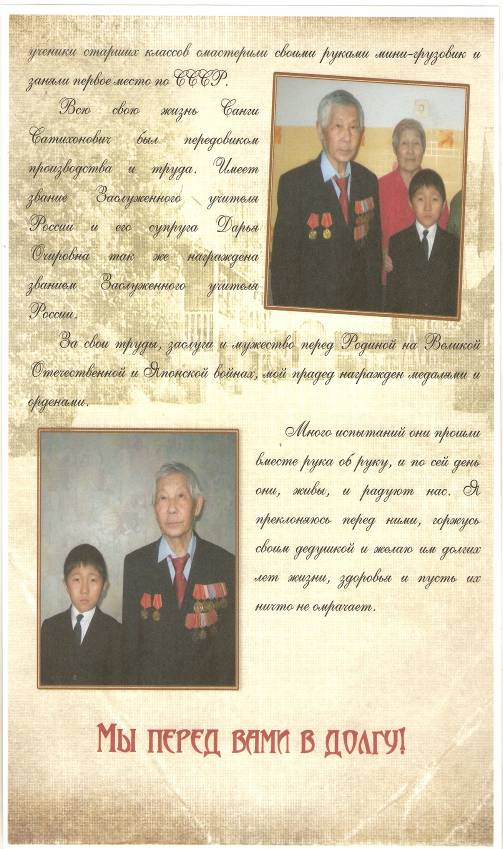 ученики старших классов смастерили своими руками мини-грузовик и
заняли первое место по СССР.
Всю свою жизнь Санги
Сатихонович был передовиком
производства и труда. Имеет
звание Заслуженного учителя
России и его супруга Дарья
Очировна так же награждена
званием Заслуженного учителя
России.
За свои труды, заслуги и мужество перед Родиной на Великой
Отечественной и Японской войнах, мой прадед награжден медалями и
орденами.
Много испытаний они прошли
вместе рука об руку, и по сей день
они, живы, и радуют нас. Я
преклоняюсь перед ними, горжусь
своим дедушкой и желаю им долгих
лет жизни, здоровья и пусть их
ничто не омрачает.
Мы перед вами в долгу!